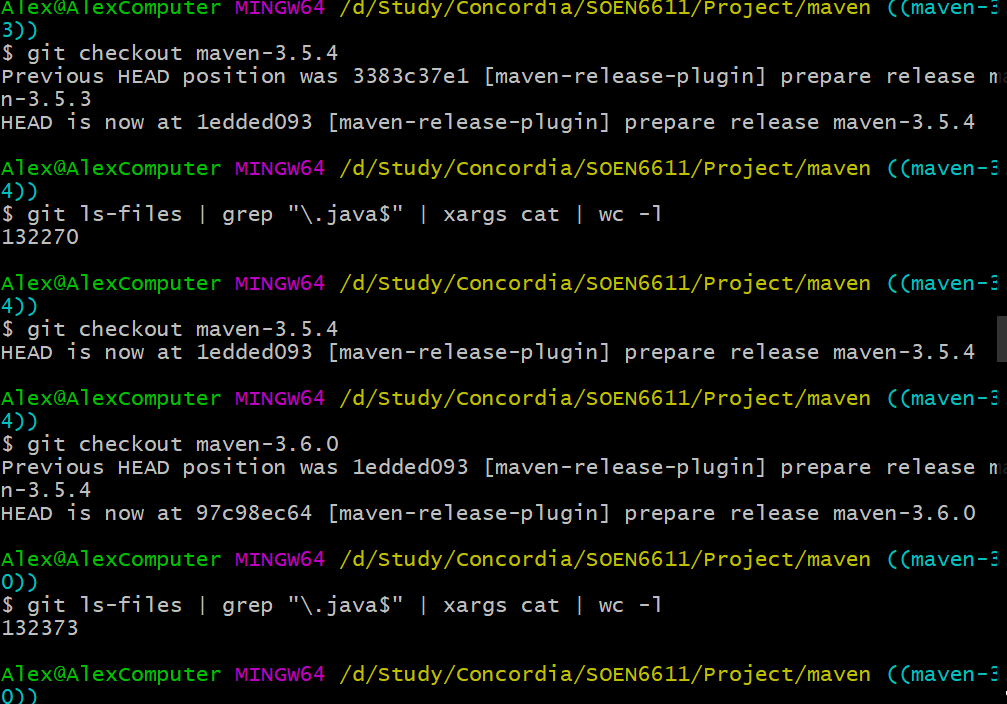 Alex@AlexComputer MINGW64 /d/Study/Concordia/SOEN6611/Project/maven ((maven-3
3))
$ git checkout maven-3.5.4
Previous HEAD position was 3383c37e1 [maven-release-plugin] prepare release m
n-3.5.3
HEAD is now at 1edded093 [maven-release-plugin] prepare release maven-3.5.4
Alex@AlexComputer MINGW64 /d/Study/Concordia/SOEN6611/Project/maven ((maven-3
4))
$ git ls-files | grep "\.java$" | xargs cat | wc -l
132270
Alex@AlexComputer MINGW64 /d/Study/Concordia/SOEN6611/Project/maven ((maven-3
4))
$ git checkout maven-3.5.4
HEAD is now at 1edded093 [maven-release-plugin] prepare release maven-3.5.4
Alex@AlexComputer MINGW64 /d/Study/Concordia/SOEN6611/Project/maven ((maven-3
4))
$ git checkout maven-3.6.0
Previous HEAD position was 1edded093 [maven-release-plugin] prepare release m
n-3.5.4
HEAD is now at 97c98ec64 [maven-release-plugin] prepare release maven-3.6.0
Alex@AlexComputer MINGW64 /d/Study/Concordia/SOEN6611/Project/maven ((maven-3
0))
$ git ls-files | grep "\.java$" | xargs cat | wc -l
132373
Alex@AlexComputer MINGW64 /d/Study/Concordia/SOEN6611/Project/maven ((maven-3
0))